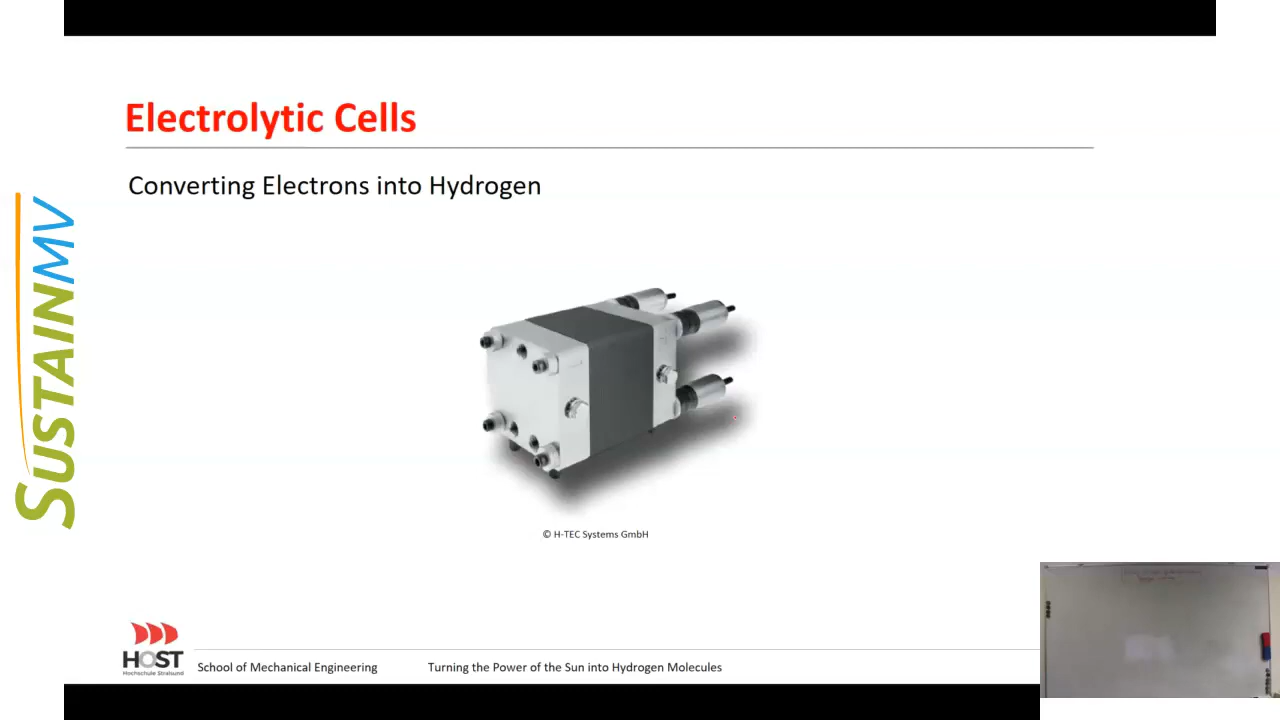 Electrolytic Cells
Converting Electrons into Hydrogen
SUSTAINMV
© H-TEC Systems GmbH
HOST
Hochschule Stralsund
School of Mechanical Engineering
Turning the Power of the Sun into Hydrogen Molecules